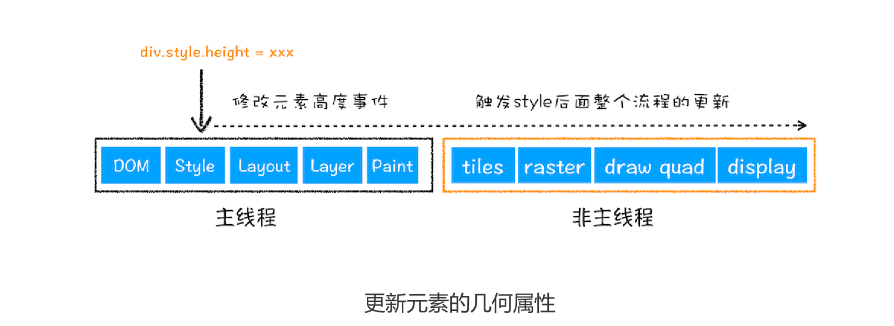 div.style.height = xxx
修改元素高度事件
触发style后面整个流程的更新
DOM Style Layout Layer Paint
tiles raster draw quad display
主线程
非主线程
更新元素的几何属性